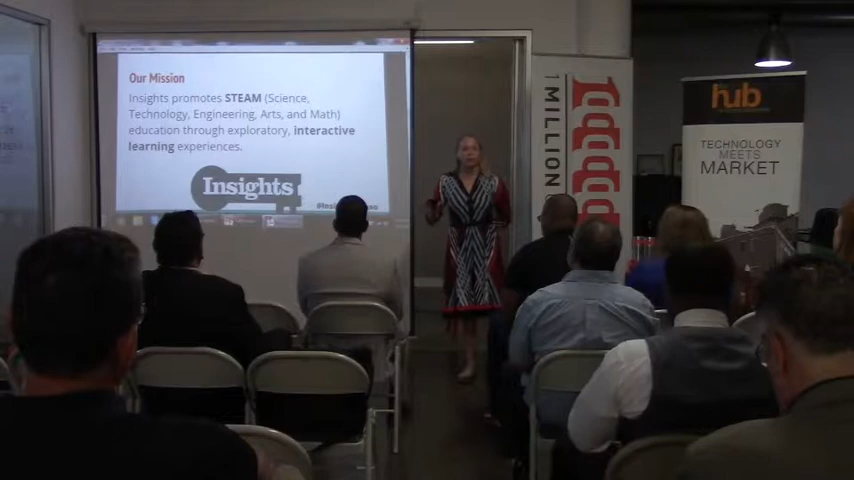 Our Mission
Insights promotes STEAM (Science,
Technology, Engineering, Arts, and Math)
education through exploratory, interactive
learning experiences.
Insights
1 MILLION
hub
TECHNOLOGY
MEETS
MARKET